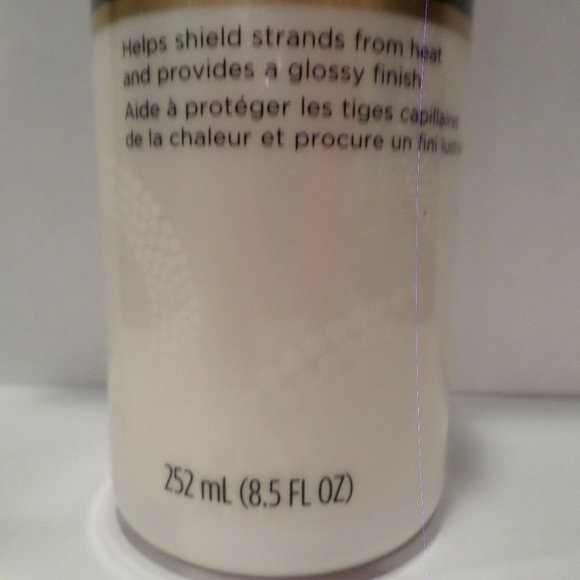 Helps shield strands from heat
and provides a glossy finish
Aide à protéger les tiges capillaires
de la chaleur et procure un fini
252 mL (8.5 FL OZ)